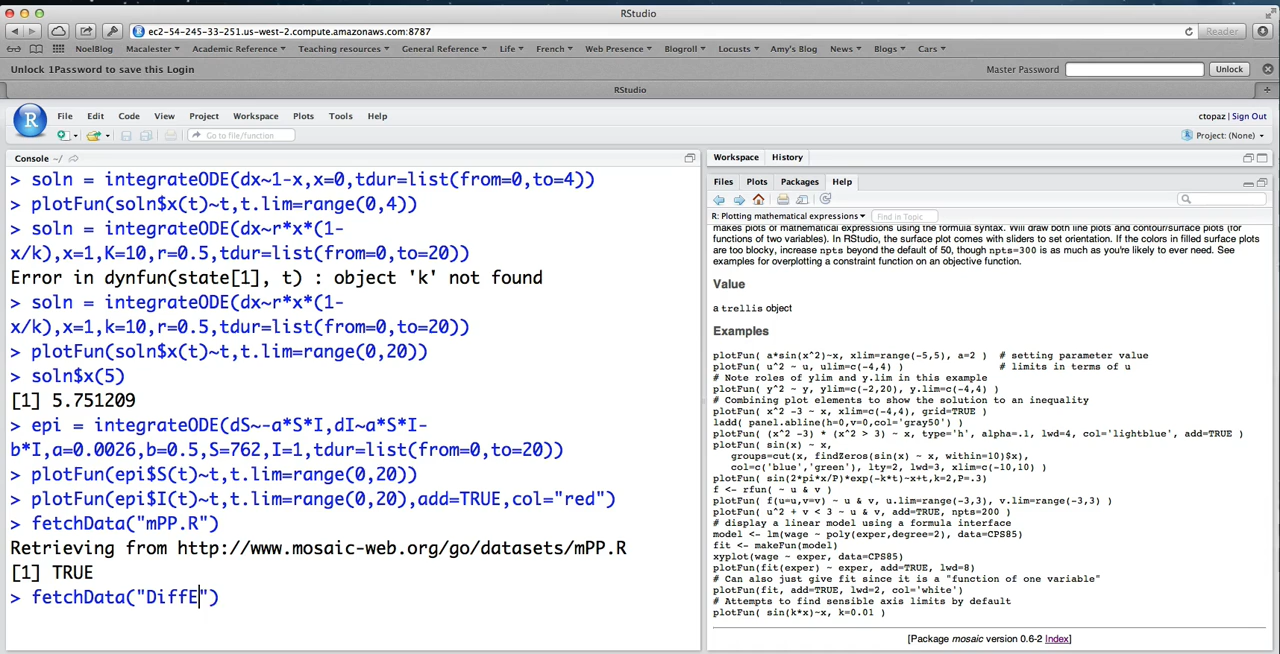 RStudio
ec2-54-245-33-251.us-west-2.compute.amazonaws.com:8787
Reader
NoelBlog Macalester Academic Reference Teaching resources General Reference Life French Web Presence Blogroll Locusts Amy's Blog News Blogs Cars
Unlock 1Password to save this Login
Master Password
Unlock
RStudio
R
File Edit Code View Project Workspace Plots Tools Help
ctopaz | Sign Out
Go to file/function
Project: (None)
Console ~/
> soln = integrateODE(dx~1-x,x=0,tdur=list(from=0,to=4))
> plotFun(soln$x(t)~t,t.lim=range(0,4))
> soln = integrateODE(dx~r*x*(1-
x/k),x=1,K=10,r=0.5,tdur=list(from=0,to=20))
Error in dynfun(state[1], t) : object 'k' not found
> soln = integrateODE(dx~r*x*(1-
x/k),x=1,k=10,r=0.5,tdur=list(from=0,to=20))
> plotFun(soln$x(t)~t,t.lim=range(0,20))
> soln$x(5)
[1] 5.751209
> epi = integrateODE(dS~-a*S*I,dI~a*S*I-
b*I,a=0.0026,b=0.5,S=762,I=1,tdur=list(from=0,to=20))
> plotFun(epi$S(t)~t,t.lim=range(0,20))
> plotFun(epi$I(t)~t,t.lim=range(0,20),add=TRUE,col="red")
> fetchData("mPP.R")
Retrieving from http://www.mosaic-web.org/go/datasets/mPP.R
[1] TRUE
> fetchData("DiffE")
Workspace History
Files Plots Packages Help
R: Plotting mathematical expressions
Find in Topic
makes plots of mathematical expressions using the formula syntax. Will draw both line plots and contour/surface plots (for
functions of two variables). In RStudio, the surface plot comes with sliders to set orientation. If the colors in filled surface plots
are too blocky, increase npts beyond the default of 50, though npts=300 is as much as you're likely to ever need. See
examples for overplotting a constraint function on an objective function.
Value
a trellis object
Examples
plotFun( a*sin(x^2)~x, xlim=range(-5,5), a=2 ) # setting parameter value
plotFun( u^2 ~ u, ulim=c(-4,4) ) # limits in terms of u
# Note roles of ylim and y.lim in this example
plotFun( y^2 ~ y, ylim=c(-2,20), y.lim=c(-4,4) )
# Combining plot elements to show the solution to an inequality
plotFun( x^2 -3 ~ x, xlim=c(-4,4), grid=TRUE )
ladd( panel.abline(h=0,v=0,col='gray50') )
plotFun( (x^2 -3) * (x^2 > 3) ~ x, type='h', alpha=.1, lwd=4, col='lightblue', add=TRUE )
plotFun( sin(x) ~ x,
groups=cut(x, findZeros(sin(x) ~ x, within=10)$x),
col=c('blue','green'), lty=2, lwd=3, xlim=c(-10,10) )
plotFun( sin(2*pi*x/P)*exp(-k*t)~x+t,k=2,P=.3)
f <- rfun( ~ u & v )
plotFun( f(u=u,v=v) ~ u & v, u.lim=range(-3,3), v.lim=range(-3,3) )
plotFun( u^2 + v < 3 ~ u & v, add=TRUE, npts=200 )
# display a linear model using a formula interface
model <- lm(wage ~ poly(exper,degree=2), data=CPS85)
fit <- makeFun(model)
xyplot(wage ~ exper, data=CPS85)
plotFun(fit(exper) ~ exper, add=TRUE, lwd=8)
# Can also just give fit since it is a "function of one variable"
plotFun(fit, add=TRUE, lwd=2, col='white')
# Attempts to find sensible axis limits by default
plotFun( sin(k*x)~x, k=0.01 )
[Package mosaic version 0.6-2 Index]